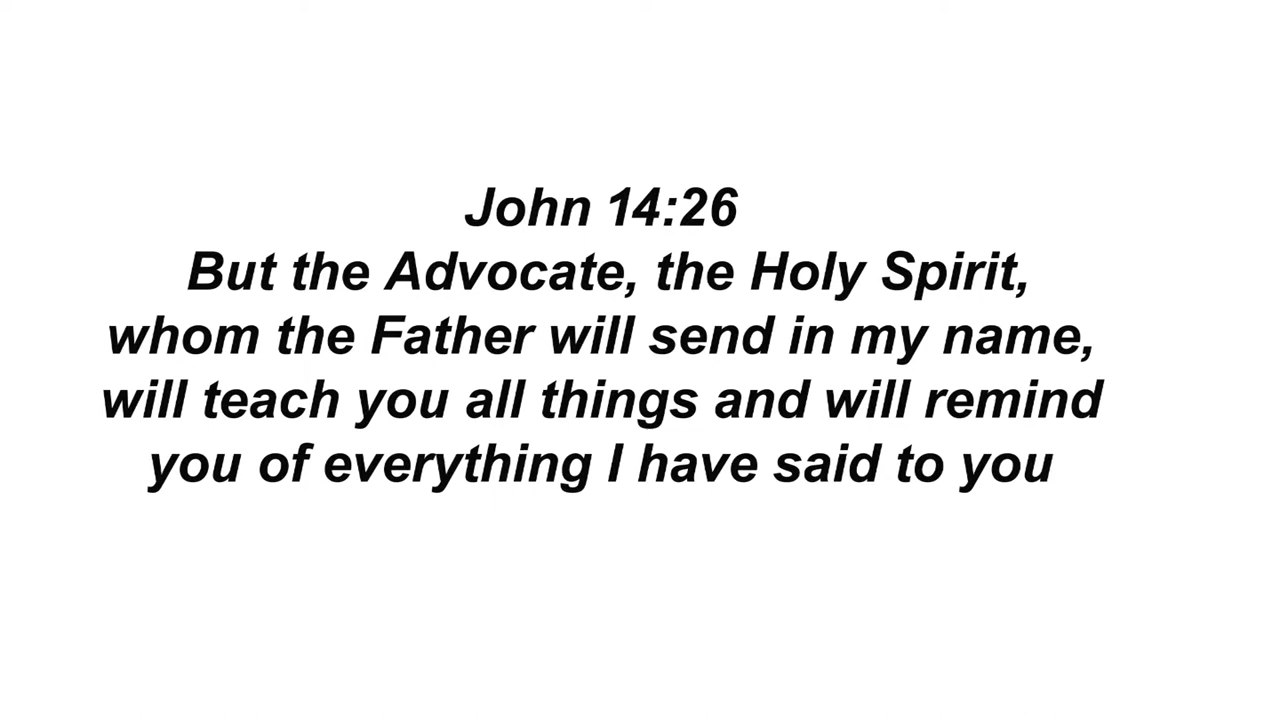 John 14:26
But the Advocate, the Holy Spirit,
whom the Father will send in my name,
will teach you all things and will remind
you of everything I have said to you